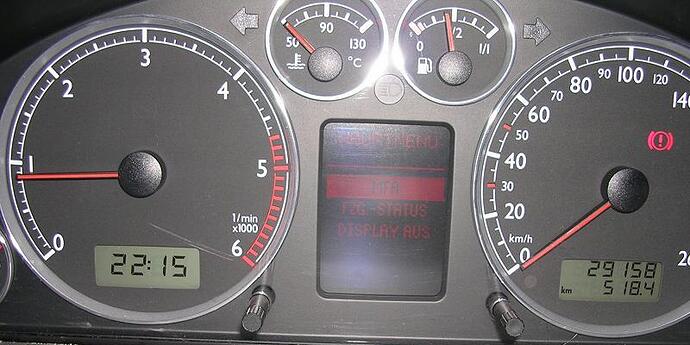 0
1
2
3
4
5
6
1/min
x1000
22:15
50
90
130
°C
0
1/2
1/1
HAUPTMENU
MFA
FZG.-STATUS
DISPLAY AUS
0
20
30
40
50
60
80
90
100
120
140
km/h
29158
km 518.4